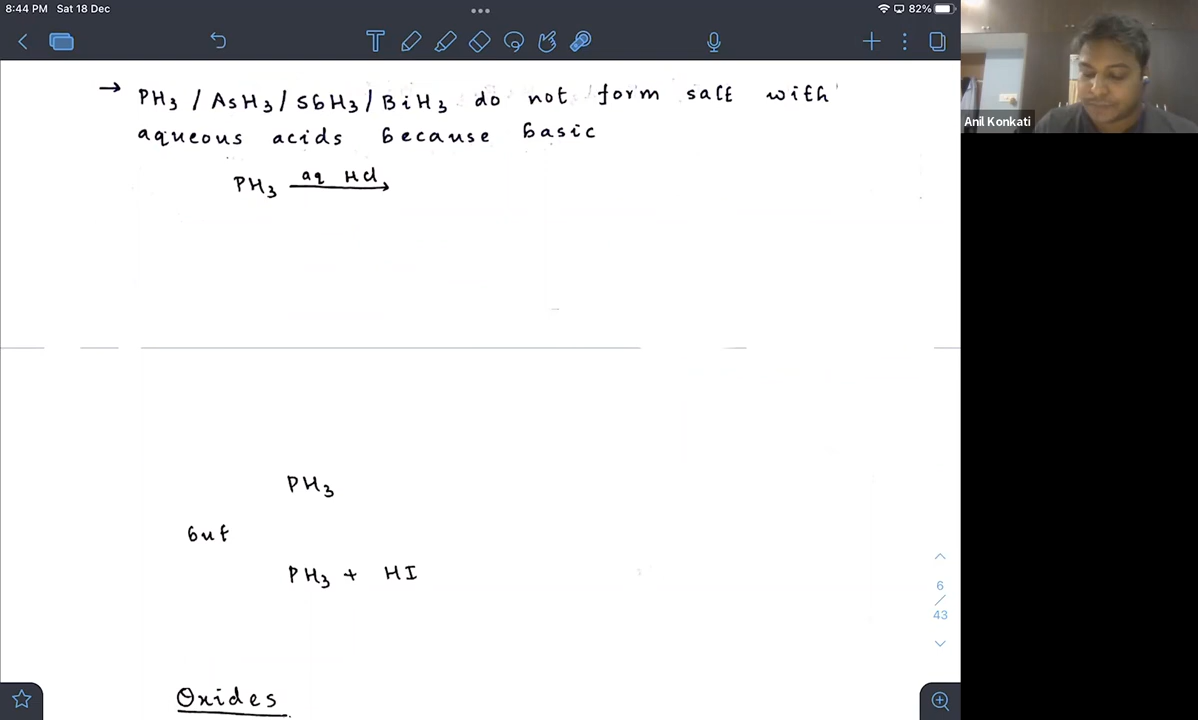 8:44 PM Sat 18 Dec
82%
Anil Konkati
→ PH3 / AsH3 / SbH3 / BiH3 do not form salt with
aqueous acids because basic
PH3 aq HCl →
PH3
but
PH3 + HI
6
/
43
Oxides